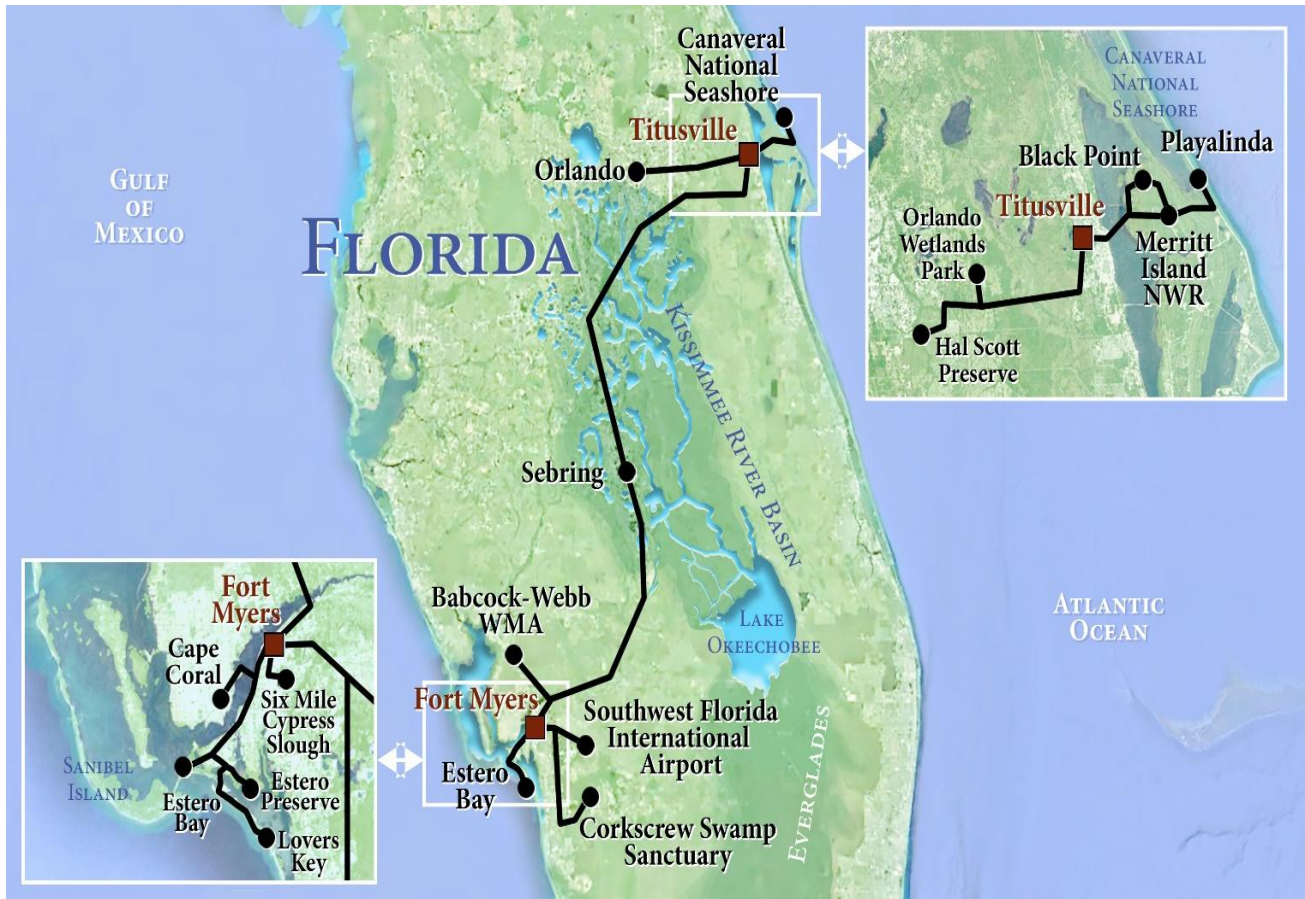 Canaveral
National
Seashore
Titusville
Orlando
GULF
OF
MEXICO
FLORIDA
KISSIMMEE RIVER BASIN
Sebring
Babcock-Webb
WMA
LAKE
OKEECHOBEE
Fort Myers
Southwest Florida
International
Airport
Estero
Bay
Corkscrew Swamp
Sanctuary
EVERGLADES
ATLANTIC
OCEAN
CANAVERAL
NATIONAL
SEASHORE
Playalinda
Black Point
Titusville
Orlando
Wetlands
Park
Merritt
Island
NWR
Hal Scott
Preserve
Fort
Myers
Cape
Coral
Six Mile
Cypress
Slough
SANIBEL
ISLAND
Estero
Bay
Estero
Preserve
Lovers
Key